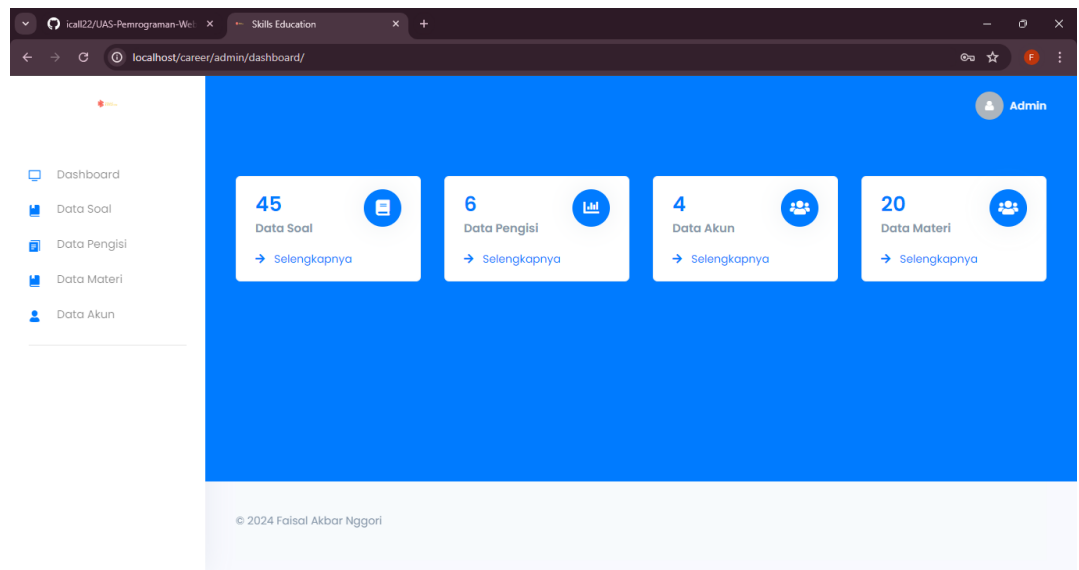 icall22/UAS-Pemrograman-Web
Skills Education
localhost/career/admin/dashboard/
F
Admin
Dashboard
Data Soal
Data Pengisi
Data Materi
Data Akun
45
Data Soal
Selengkapnya
6
Data Pengisi
Selengkapnya
4
Data Akun
Selengkapnya
20
Data Materi
Selengkapnya
© 2024 Faisal Akbar Nggori